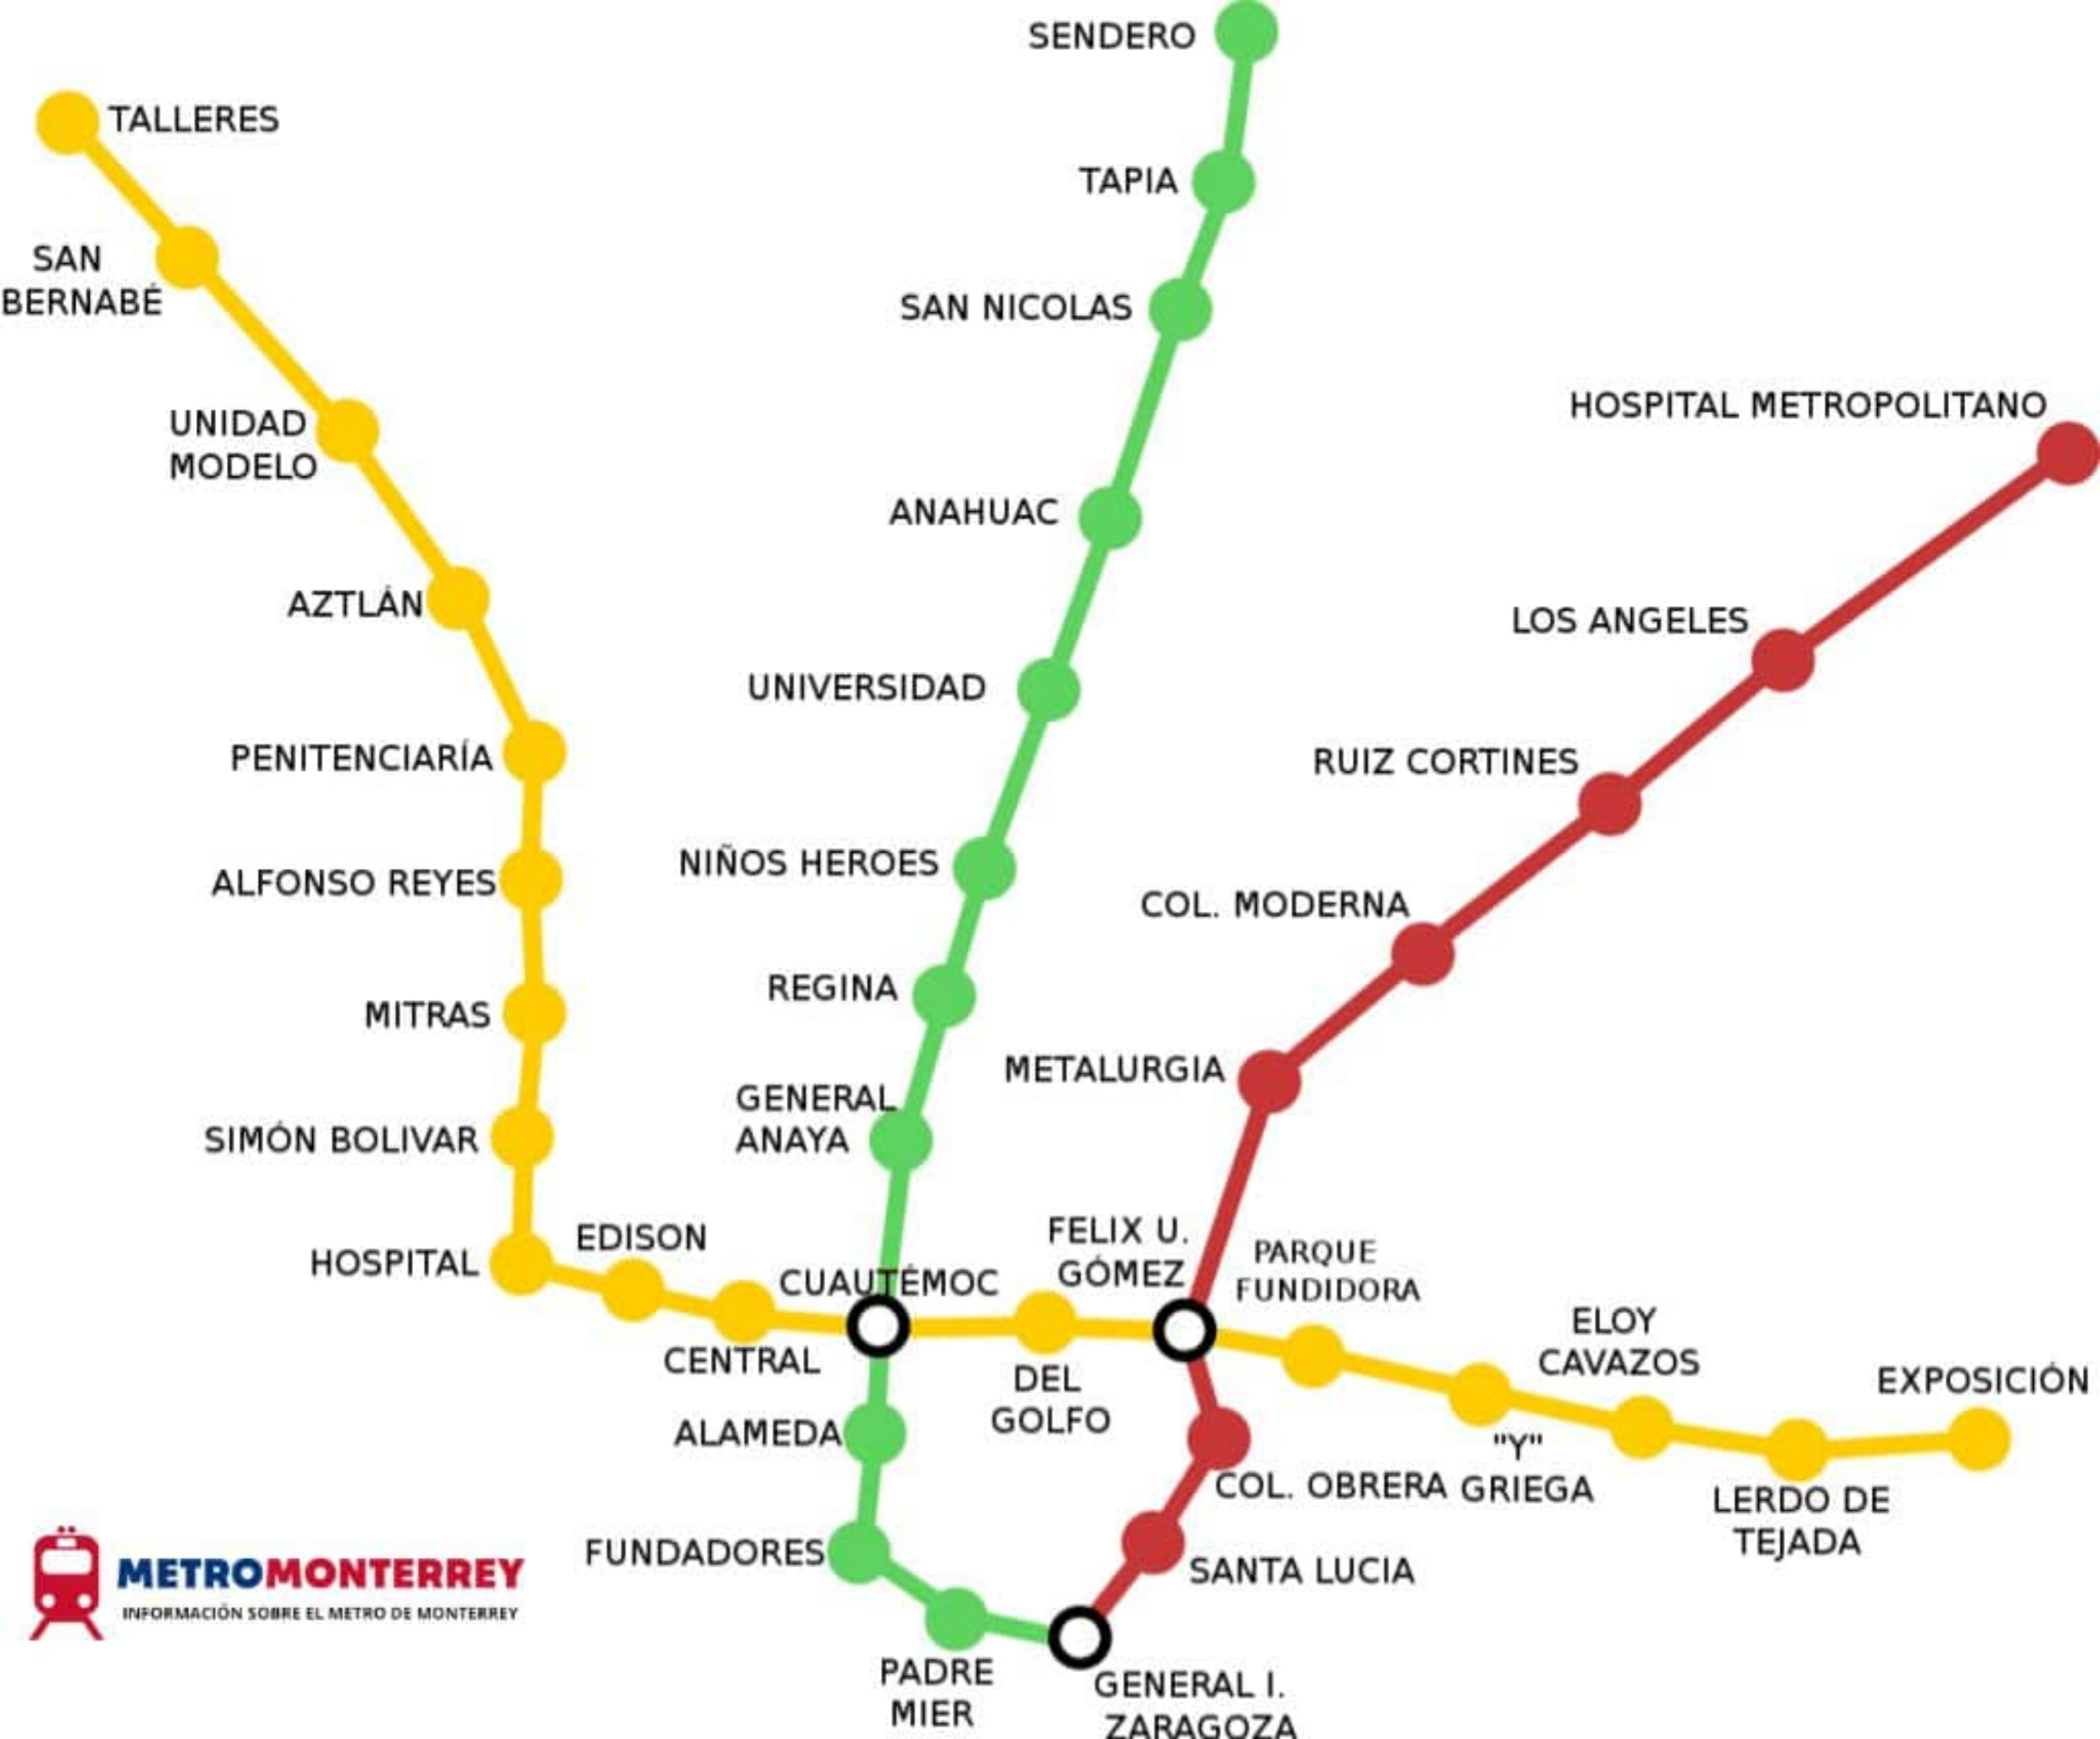 SENDERO
TALLERES
TAPIA
SAN
BERNABÉ
SAN NICOLAS
HOSPITAL METROPOLITANO
UNIDAD
MODELO
ANAHUAC
AZTLÁN
LOS ANGELES
UNIVERSIDAD
PENITENCIARÍA
RUIZ CORTINES
NIÑOS HEROES
ALFONSO REYES
COL. MODERNA
REGINA
MITRAS
METALURGIA
GENERAL
ANAYA
SIMÓN BOLIVAR
HOSPITAL
EDISON
CUAUTÉMOC
FELIX U.
GÓMEZ
PARQUE
FUNDIDORA
CENTRAL
DEL
GOLFO
ELOY
CAVAZOS
EXPOSICIÓN
ALAMEDA
COL. OBRERA
"Y"
GRIEGA
LERDO DE
TEJADA
FUNDADORES
SANTA LUCIA
METROMONTERREY
INFORMACIÓN SOBRE EL METRO DE MONTERREY
PADRE
MIER
GENERAL I.
ZARAGOZA